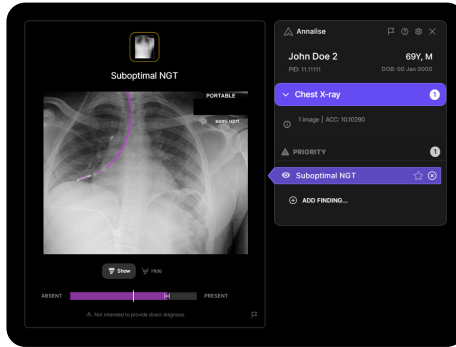 Suboptimal NGT
PORTABLE
semi uprt
Show
Hide
ABSENT
PRESENT
Not intended to provide direct diagnosis
Annalise
John Doe 2
69Y, M
PID: 11.11111
DOB: 00 Jan 0000
Chest X-ray
1
1 image | ACC: 10.10290
PRIORITY
1
Suboptimal NGT
ADD FINDING...